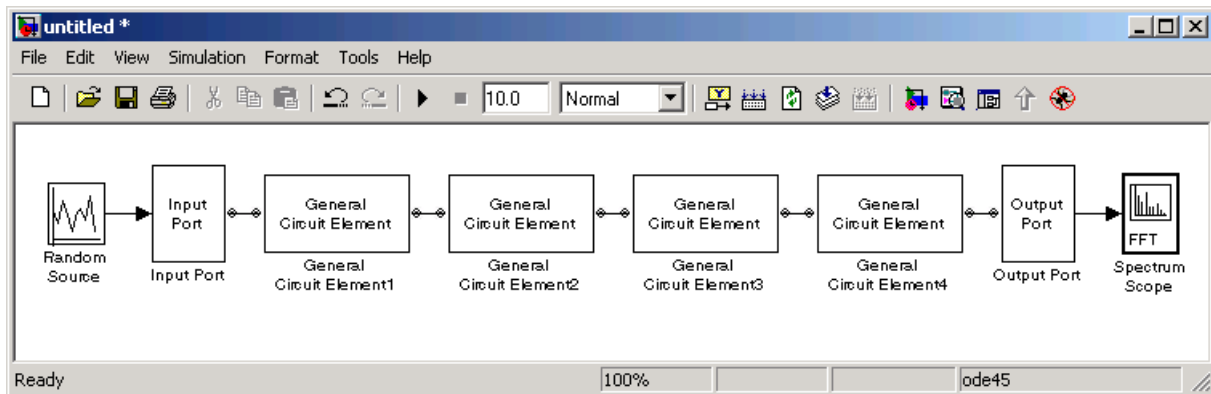 untitled *
File Edit View Simulation Format Tools Help
10.0 Normal
Random
Source
Input
Port
Input Port
General
Circuit Element
General
Circuit Element1
General
Circuit Element
General
Circuit Element2
General
Circuit Element
General
Circuit Element3
General
Circuit Element
General
Circuit Element4
Output
Port
Output Port
FFT
Spectrum
Scope
Ready 100% ode45